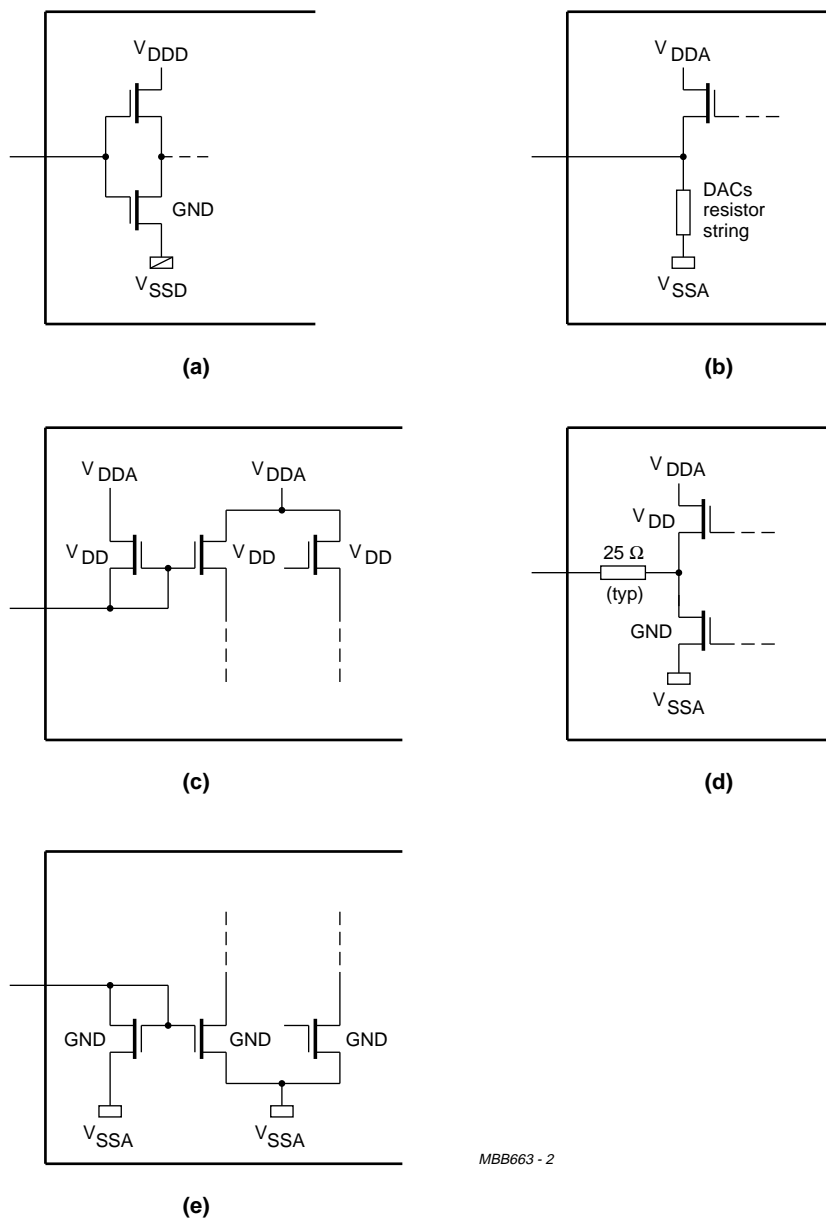 V DDD
GND
V SSD
(a)
V DDA
DACs
resistor
string
V SSA
(b)
V DDA
V DDA
V DD
V DD
V DD
(c)
V DDA
V DD
25 Ω
(typ)
GND
V SSA
(d)
GND
GND
GND
V SSA
V SSA
(e)
MBB663 - 2